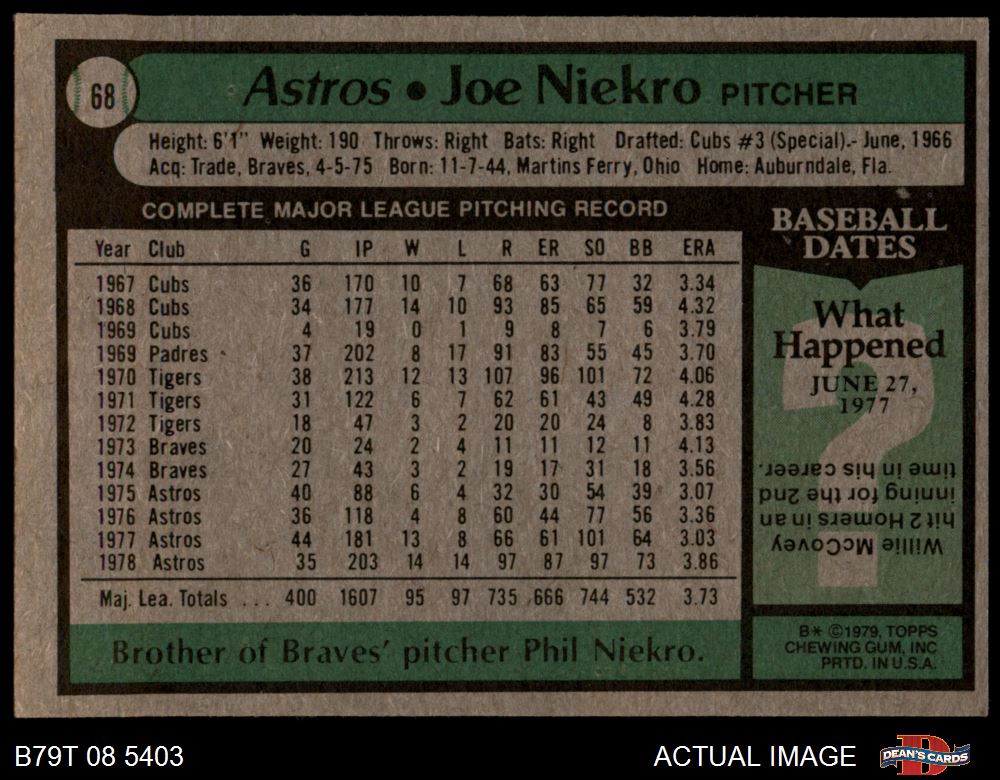 68
Astros • Joe Niekro PITCHER
Height: 6'1" Weight: 190 Throws: Right Bats: Right Drafted: Cubs #3 (Special).- June, 1966
Acq: Trade, Braves, 4-5-75 Born: 11-7-44, Martins Ferry, Ohio Home: Auburndale, Fla.
COMPLETE MAJOR LEAGUE PITCHING RECORD
Year Club G IP W L R ER SO BB ERA
1967 Cubs 36 170 10 7 68 63 77 32 3.34
1968 Cubs 34 177 14 10 93 85 65 59 4.32
1969 Cubs 4 19 0 1 9 8 7 6 3.79
1969 Padres 37 202 8 17 91 83 55 45 3.70
1970 Tigers 38 213 12 13 107 96 101 72 4.06
1971 Tigers 31 122 6 7 62 61 43 49 4.28
1972 Tigers 18 47 3 2 20 20 24 8 3.83
1973 Braves 20 24 2 4 11 11 12 11 4.13
1974 Braves 27 43 3 2 19 17 31 18 3.56
1975 Astros 40 88 6 4 32 30 54 39 3.07
1976 Astros 36 118 4 8 60 44 77 56 3.36
1977 Astros 44 181 13 8 66 61 101 64 3.03
1978 Astros 35 203 14 14 97 87 97 73 3.86
Maj. Lea. Totals ... 400 1607 95 97 735 666 744 532 3.73
Brother of Braves' pitcher Phil Niekro.
BASEBALL
DATES
What
Happened
JUNE 27,
1977
?
Willie McCovey
hit 2 Homers in an
inning for the 2nd
time in his career.
B* ©1979, TOPPS
CHEWING GUM, INC
PRTD. IN U.S.A.
B79T 08 5403
ACTUAL IMAGE
D
DEAN'S CARDS